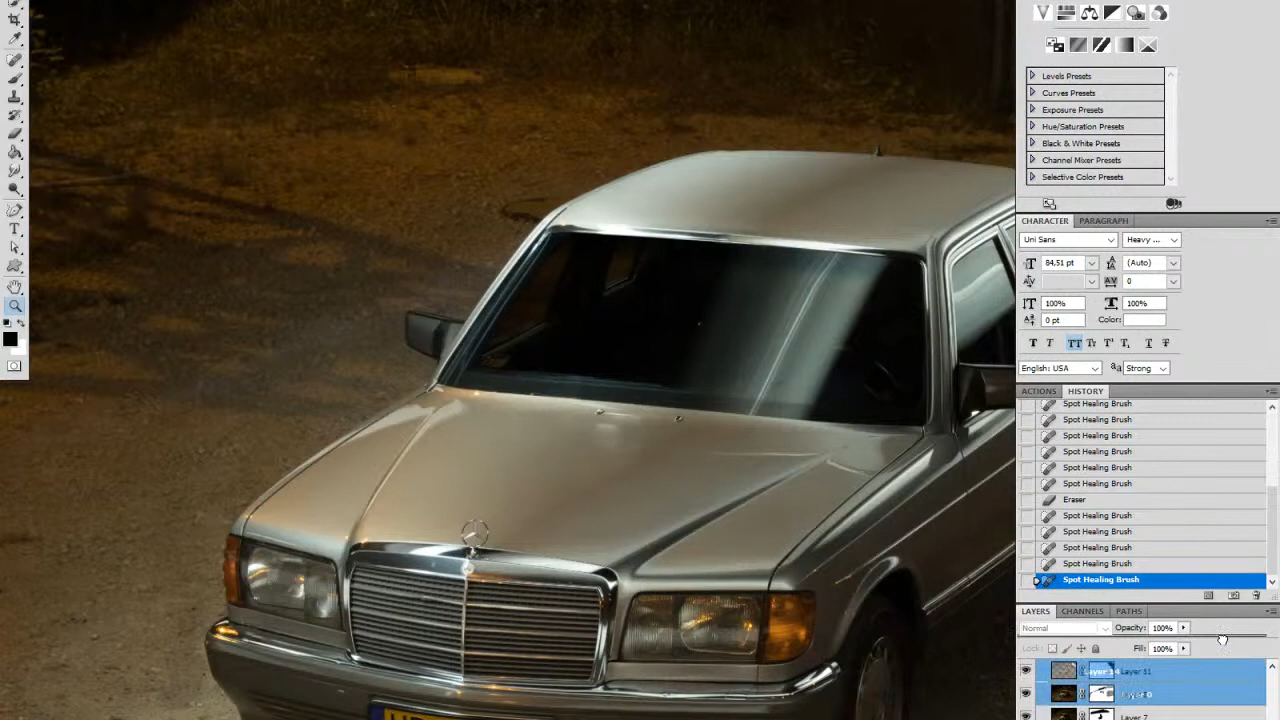 Levels Presets
Curves Presets
Exposure Presets
Hue/Saturation Presets
Black & White Presets
Channel Mixer Presets
Selective Color Presets
CHARACTER PARAGRAPH
Uni Sans Heavy ...
84,51 pt (Auto)
0
100% 100%
0 pt Color:
English: USA Strong
ACTIONS HISTORY
Spot Healing Brush
Spot Healing Brush
Spot Healing Brush
Spot Healing Brush
Spot Healing Brush
Spot Healing Brush
Eraser
Spot Healing Brush
Spot Healing Brush
Spot Healing Brush
Spot Healing Brush
Spot Healing Brush
LAYERS CHANNELS PATHS
Normal Opacity: 100%
Lock: Fill: 100%
Layer 7